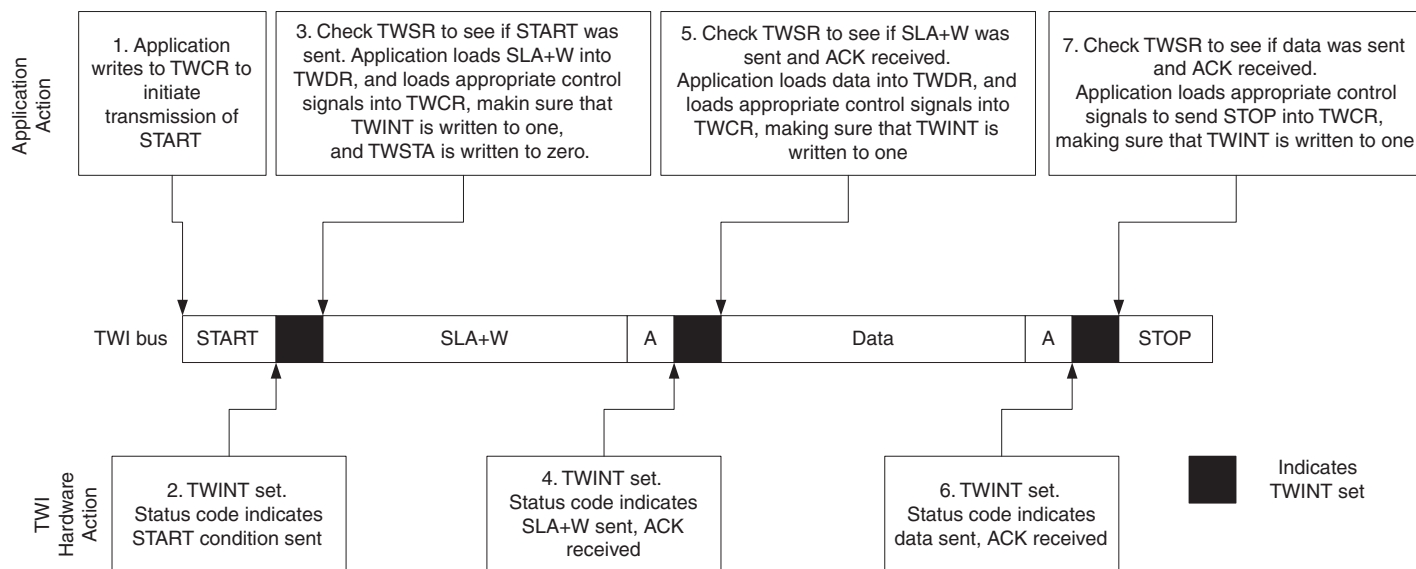 Application
Action
1. Application
writes to TWCR to
initiate
transmission of
START
3. Check TWSR to see if START was
sent. Application loads SLA+W into
TWDR, and loads appropriate control
signals into TWCR, makin sure that
TWINT is written to one,
and TWSTA is written to zero.
5. Check TWSR to see if SLA+W was
sent and ACK received.
Application loads data into TWDR, and
loads appropriate control signals into
TWCR, making sure that TWINT is
written to one
7. Check TWSR to see if data was sent
and ACK received.
Application loads appropriate control
signals to send STOP into TWCR,
making sure that TWINT is written to one
TWI bus
START
SLA+W
A
Data
A
STOP
TWI
Hardware
Action
2. TWINT set.
Status code indicates
START condition sent
4. TWINT set.
Status code indicates
SLA+W sent, ACK
received
6. TWINT set.
Status code indicates
data sent, ACK received
Indicates
TWINT set